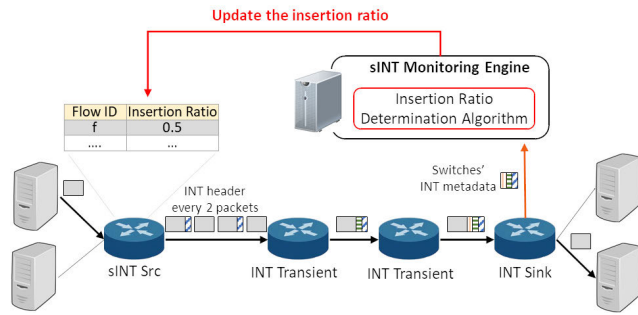 Update the insertion ratio
sINT Monitoring Engine
Insertion Ratio
Determination Algorithm
Flow ID Insertion Ratio
f 0.5
.... ...
Switches'
INT metadata
INT header
every 2 packets
sINT Src
INT Transient
INT Transient
INT Sink